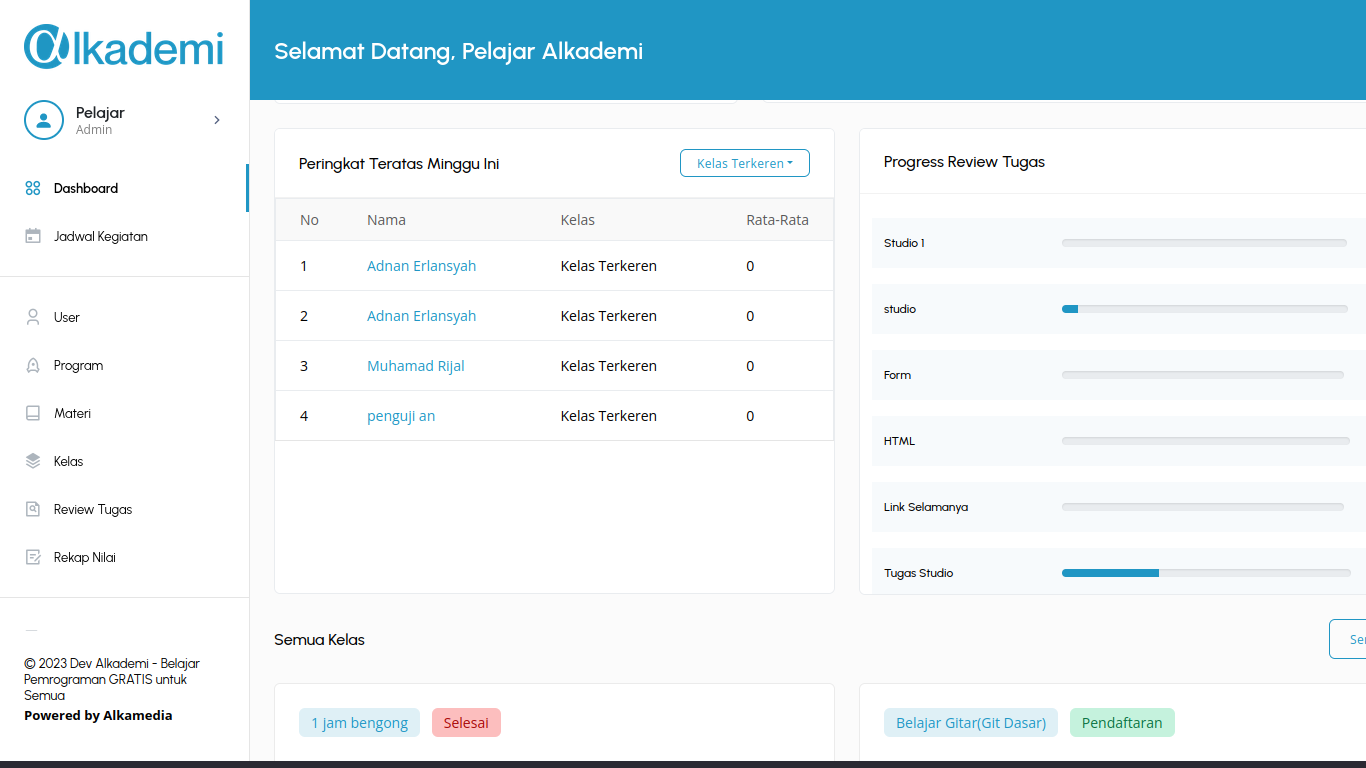 @lkademi
Pelajar
Admin
Dashboard
Jadwal Kegiatan
User
Program
Materi
Kelas
Review Tugas
Rekap Nilai
© 2023 Dev Alkademi - Belajar
Pemrograman GRATIS untuk
Semua
Powered by Alkamedia
Selamat Datang, Pelajar Alkademi
Peringkat Teratas Minggu Ini
Kelas Terkeren
No Nama Kelas Rata-Rata
1 Adnan Erlansyah Kelas Terkeren 0
2 Adnan Erlansyah Kelas Terkeren 0
3 Muhamad Rijal Kelas Terkeren 0
4 penguji an Kelas Terkeren 0
Progress Review Tugas
Studio 1
studio
Form
HTML
Link Selamanya
Tugas Studio
Semua Kelas
1 jam bengong Selesai
Belajar Gitar(Git Dasar) Pendaftaran